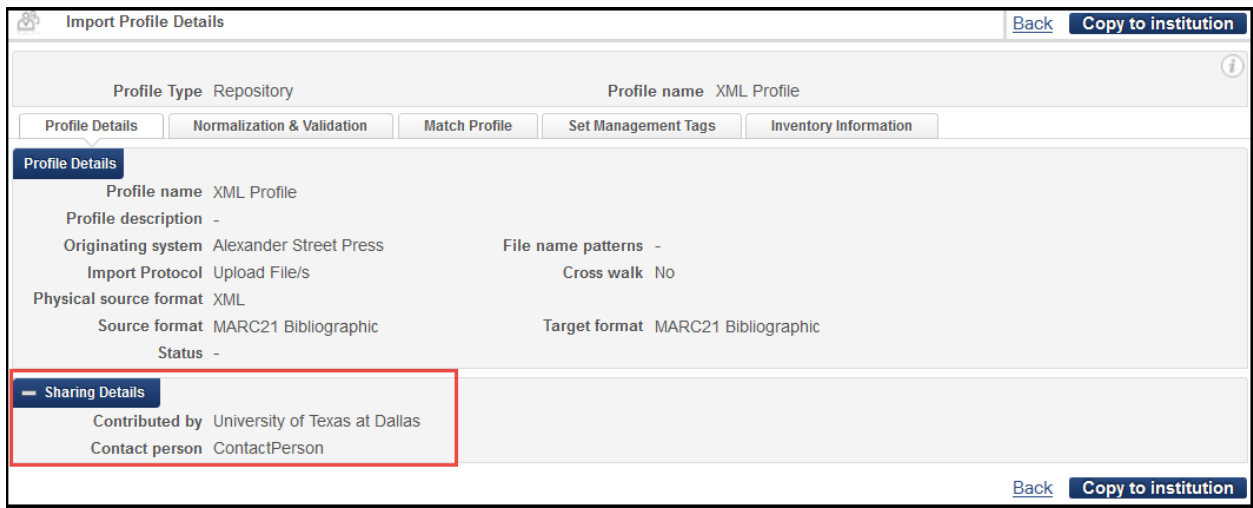 Import Profile Details Back Copy to institution
Profile Type Repository Profile name XML Profile
Profile Details Normalization & Validation Match Profile Set Management Tags Inventory Information
Profile Details
Profile name XML Profile
Profile description -
Originating system Alexander Street Press File name patterns -
Import Protocol Upload File/s Cross walk No
Physical source format XML
Source format MARC21 Bibliographic Target format MARC21 Bibliographic
Status -
Sharing Details
Contributed by University of Texas at Dallas
Contact person ContactPerson
Back Copy to institution